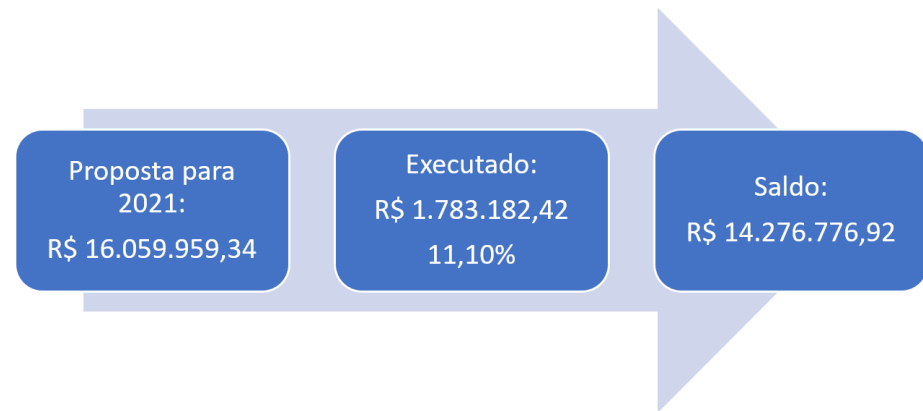 Proposta para
2021:
R$ 16.059.959,34
Executado:
R$ 1.783.182,42
11,10%
Saldo:
R$ 14.276.776,92